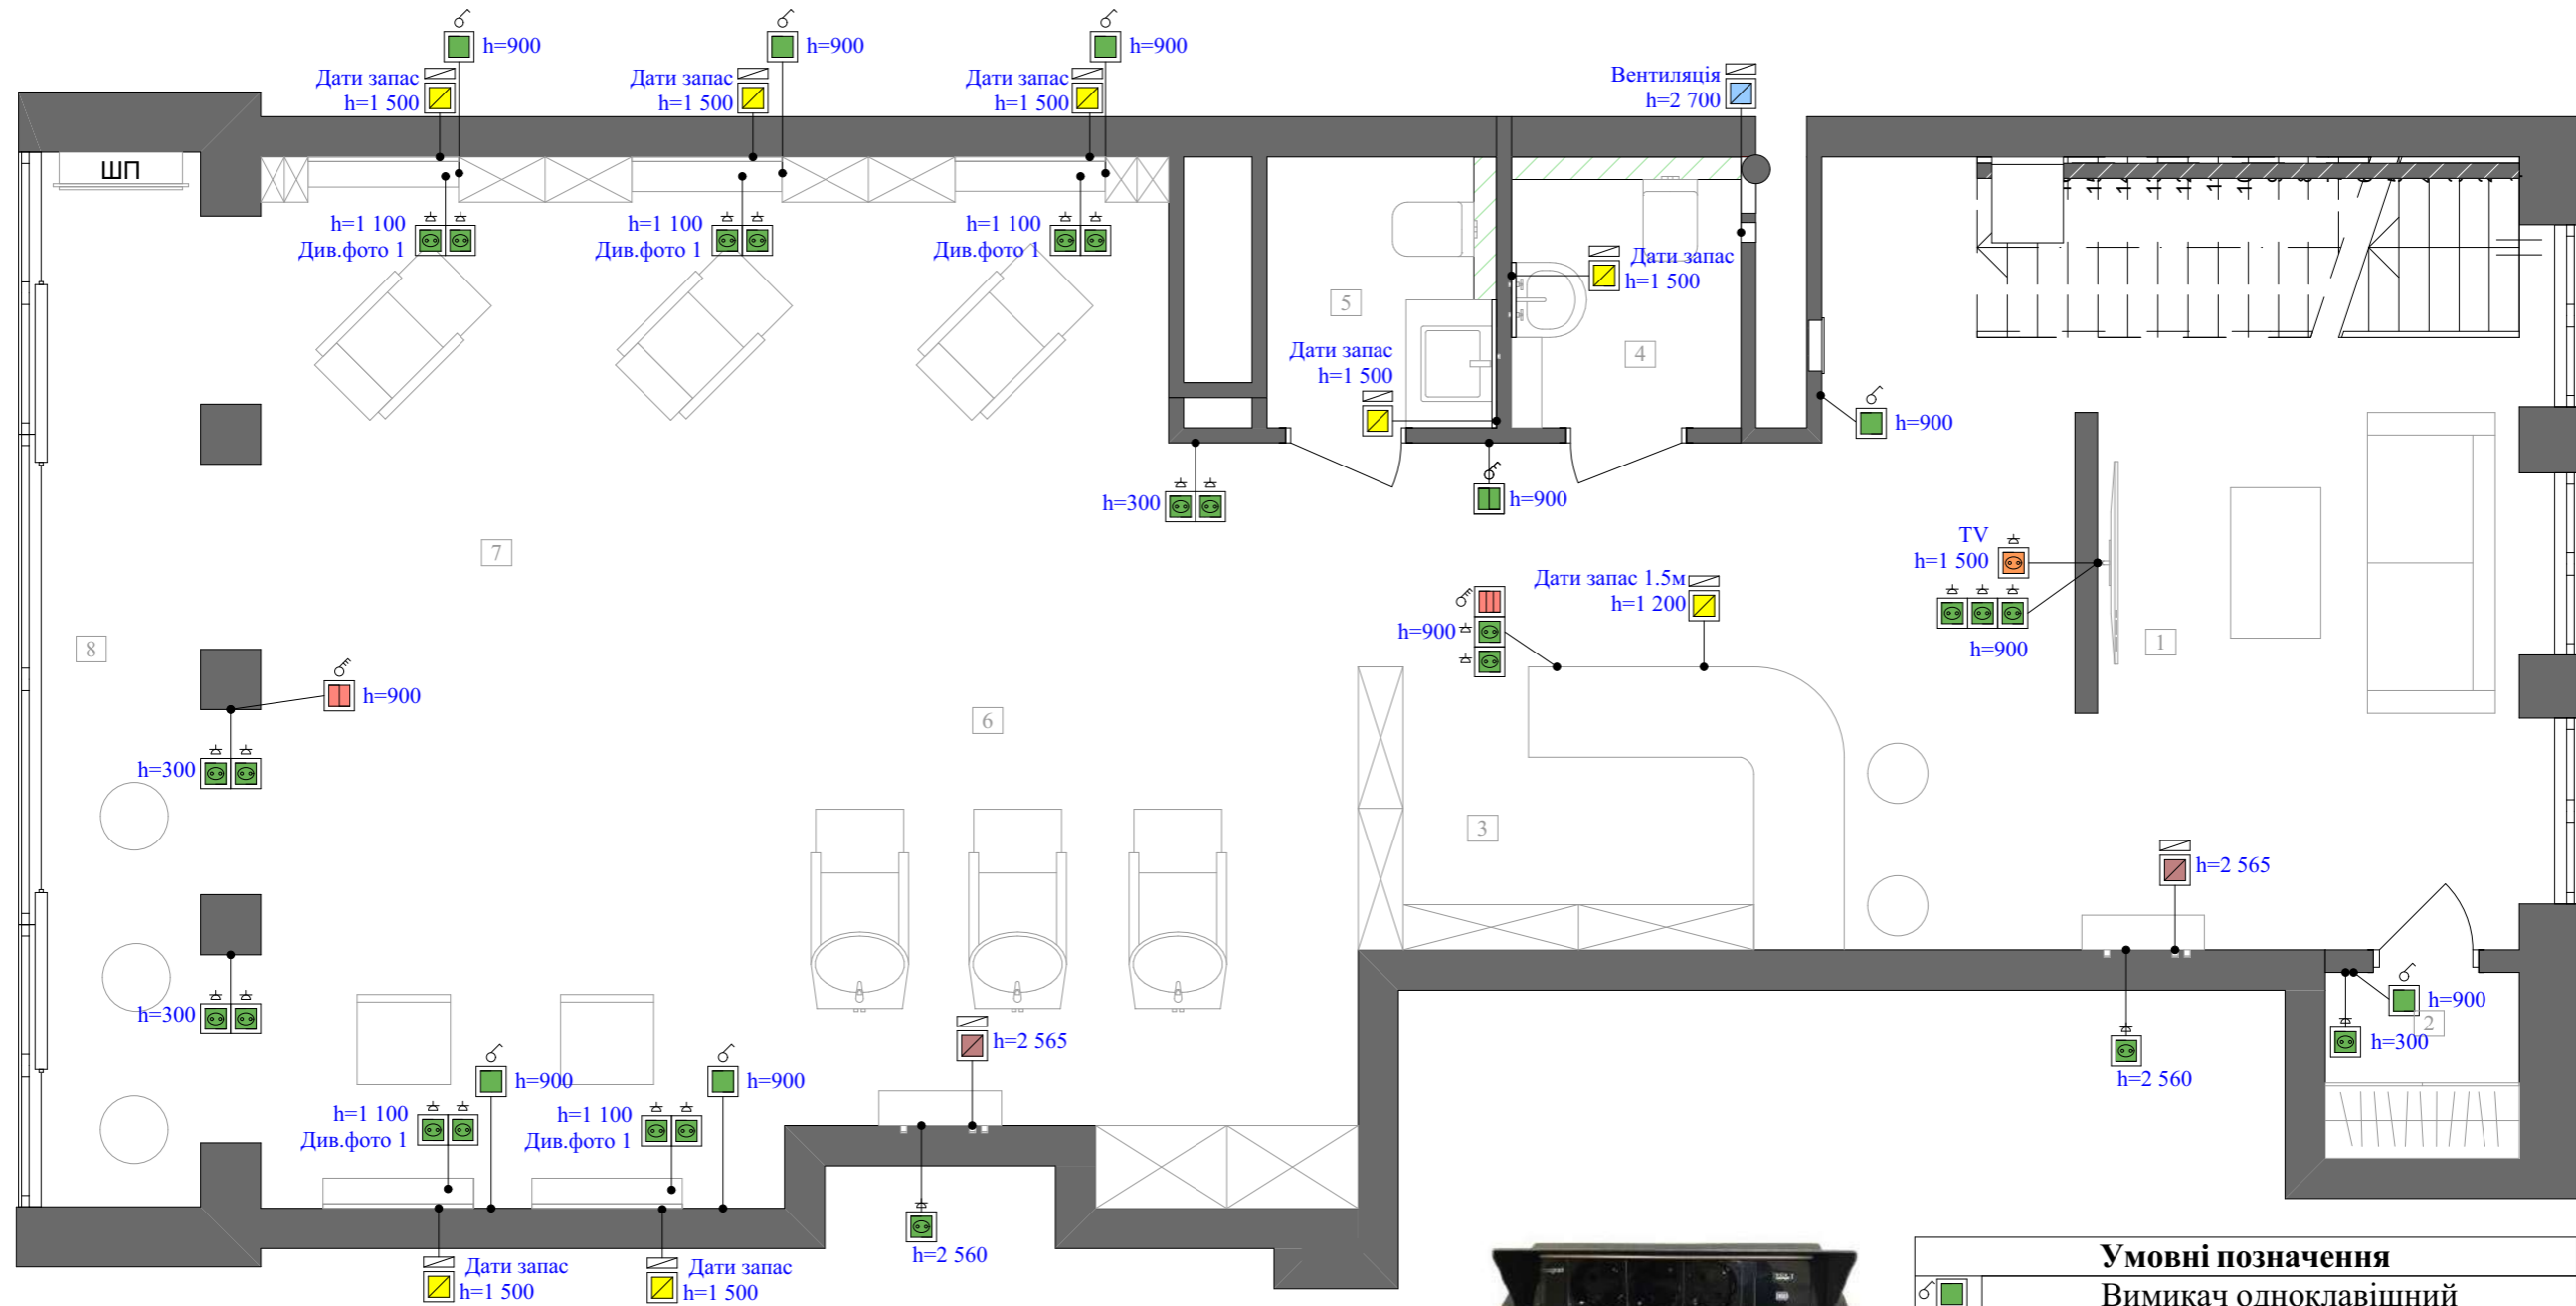 h=900
h=900
h=900
Дати запас
h=1 500
Дати запас
h=1 500
Дати запас
h=1 500
Вентиляція
h=2 700
ШП
h=1 100
Див.фото 1
h=1 100
Див.фото 1
h=1 100
Див.фото 1
Дати запас
h=1 500
5
4
Дати запас
h=1 500
h=900
h=300
h=900
7
TV
h=1 500
h=900
Дати запас 1.5м
h=1 200
h=900
1
8
h=900
6
h=300
3
h=2 565
h=900
2
h=300
h=2 560
h=300
h=2 565
h=900
h=900
h=1 100
Див.фото 1
h=1 100
Див.фото 1
h=2 560
Дати запас
h=1 500
Дати запас
h=1 500
Умовні позначення
Вимикач одноклавішний